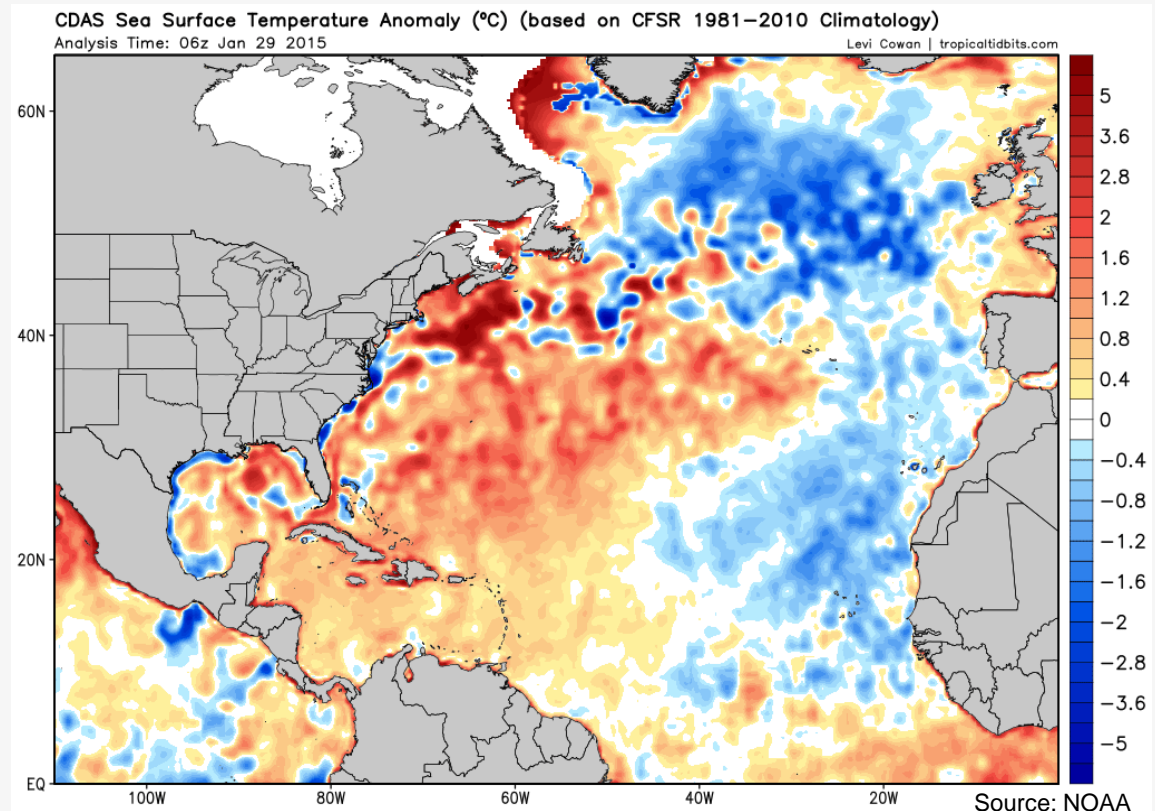 CDAS Sea Surface Temperature Anomaly (ºC) (based on CFSR 1981−2010 Climatology)
Analysis Time: 06z Jan 29 2015
Levi Cowan | tropicaltidbits.com
60N
40N
20N
EQ
100W
80W
60W
40W
20W
5
3.6
2.8
2
1.6
1.2
0.8
0.4
0
−0.4
−0.8
−1.2
−1.6
−2
−2.8
−3.6
−5
Source: NOAA